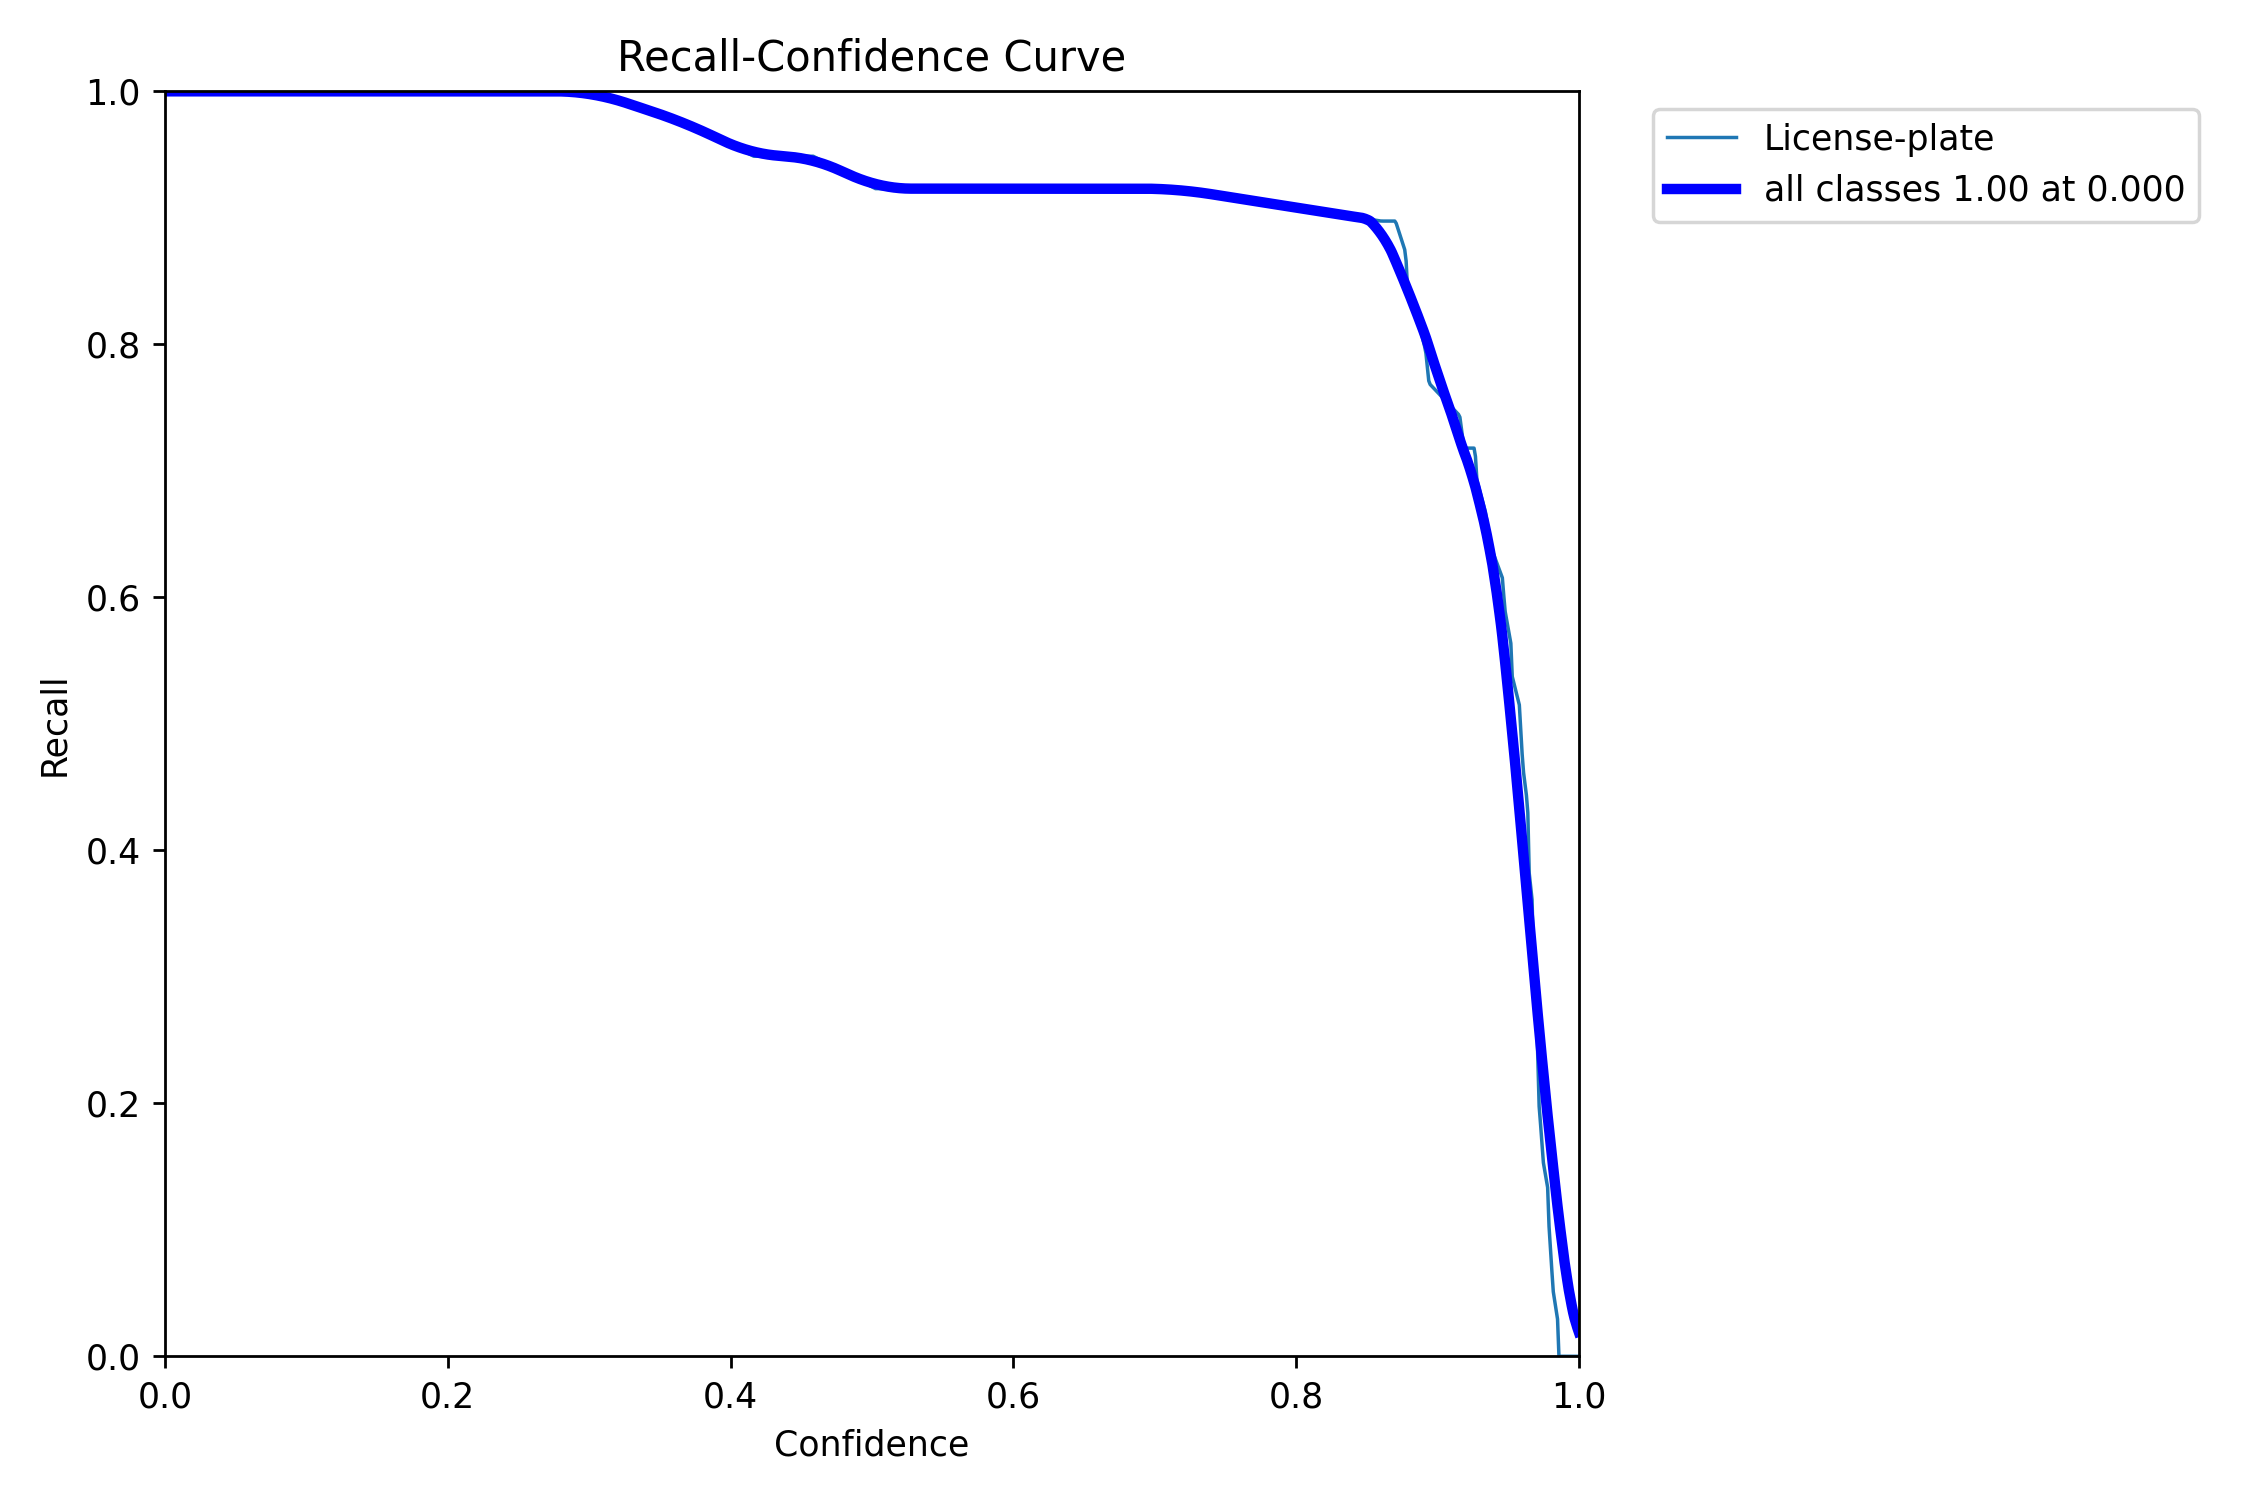 Recall-Confidence Curve
1.0
0.8
0.6
0.4
0.2
0.0
Recall
0.0 0.2 0.4 0.6 0.8 1.0
Confidence
License-plate
all classes 1.00 at 0.000